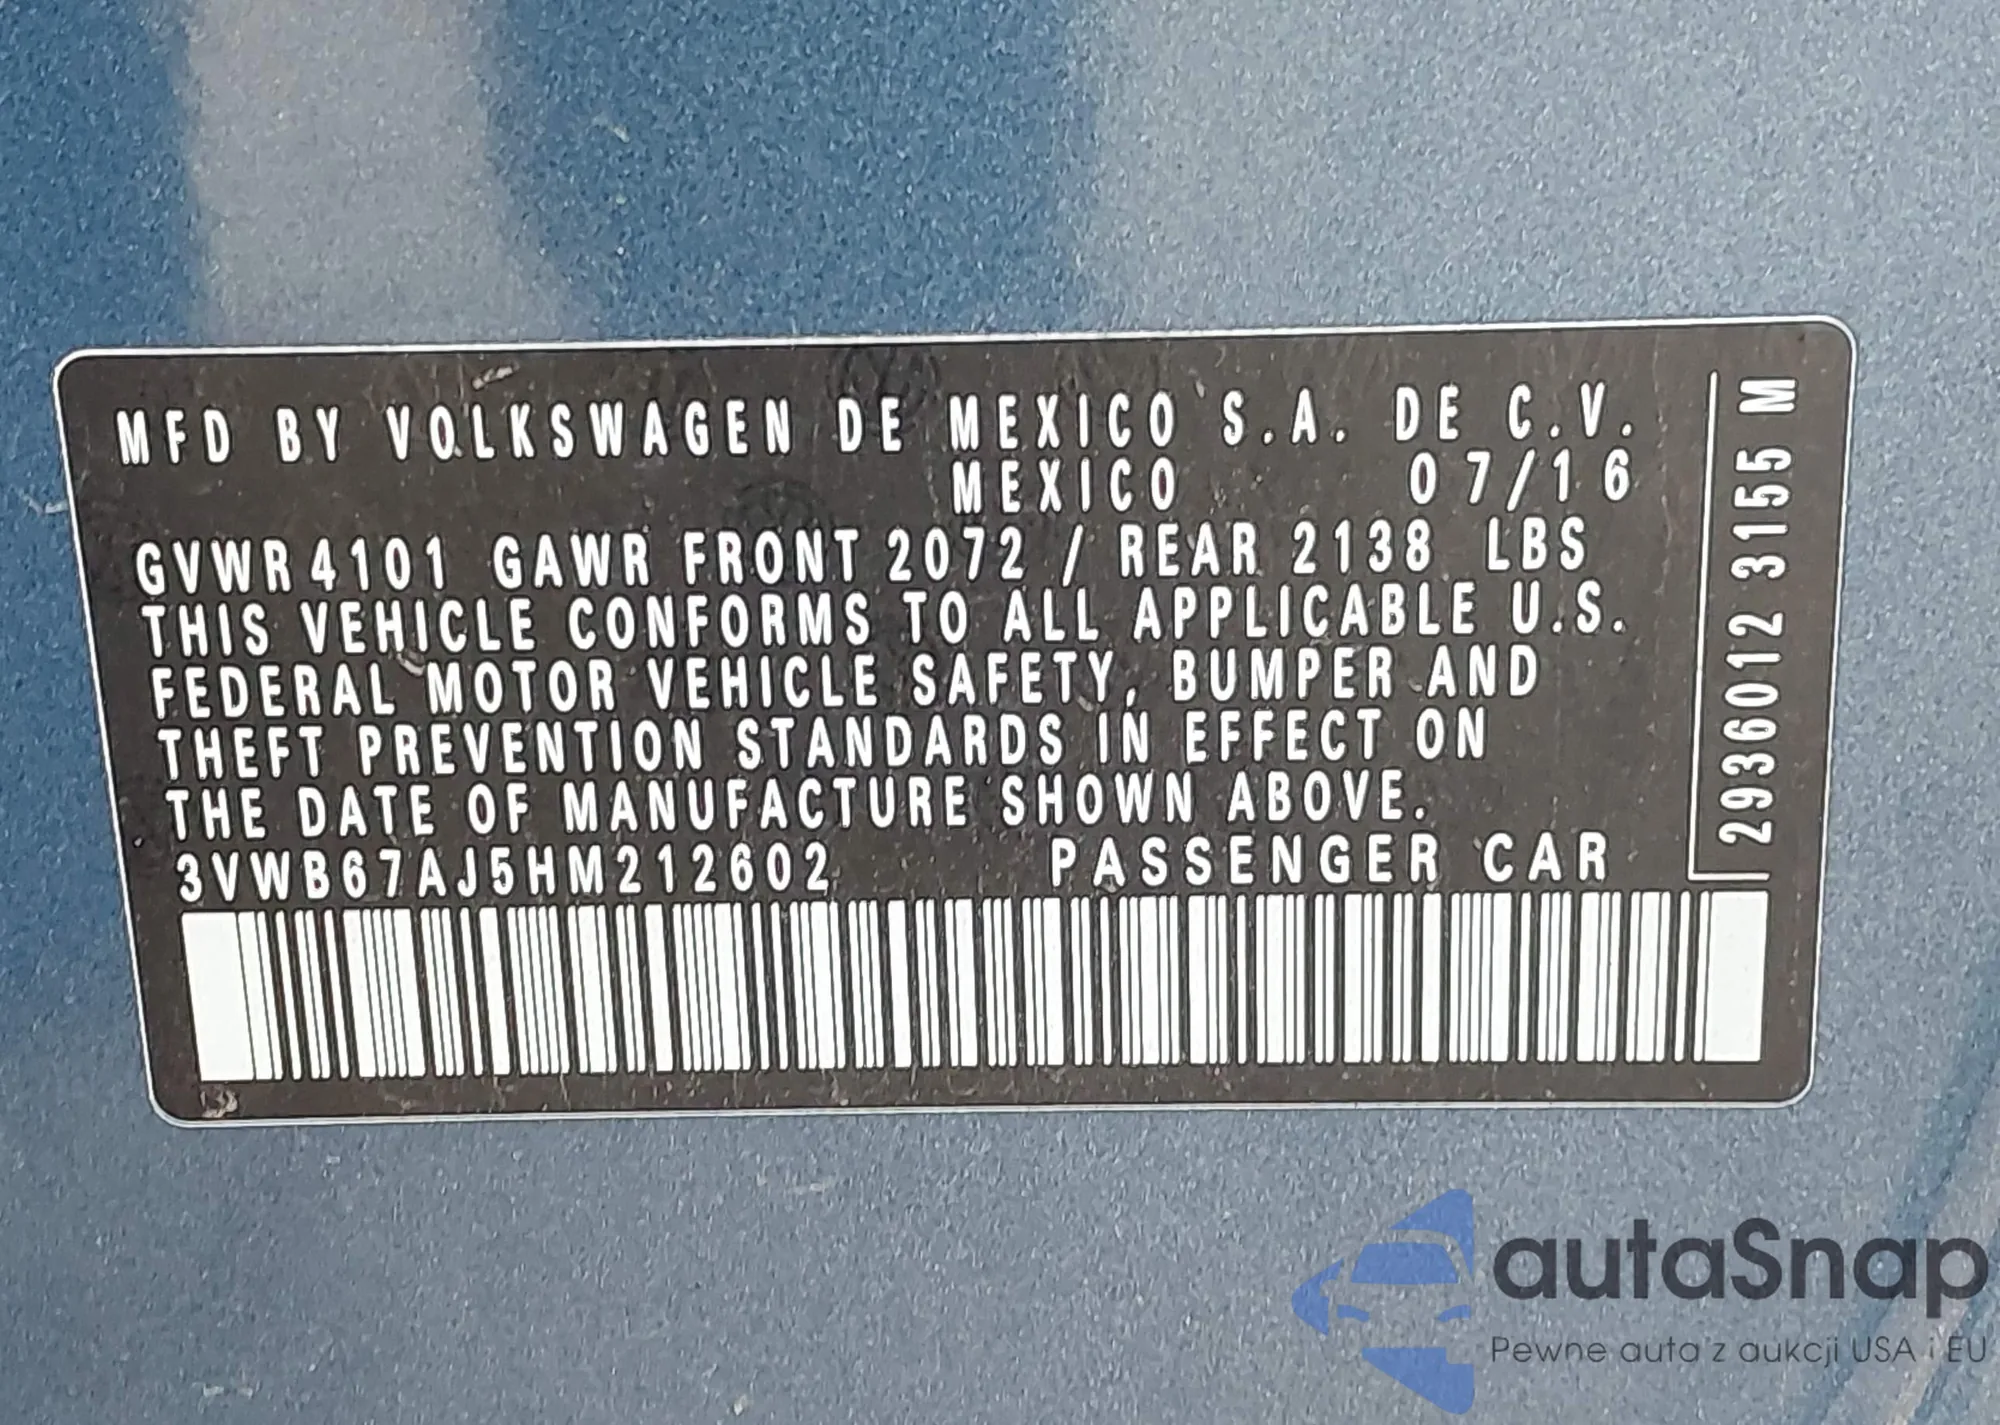 MFD BY VOLKSWAGEN DE MEXICO S.A. DE C.V.
MEXICO 07/16
GVWR 4101 GAWR FRONT 2072 / REAR 2138 LBS
THIS VEHICLE CONFORMS TO ALL APPLICABLE U.S.
FEDERAL MOTOR VEHICLE SAFETY, BUMPER AND
THEFT PREVENTION STANDARDS IN EFFECT ON
THE DATE OF MANUFACTURE SHOWN ABOVE.
3VWB67AJ5HM212602 PASSENGER CAR
2936012 3155 M
autaSnap
Pewne auta z aukcji USA i EU